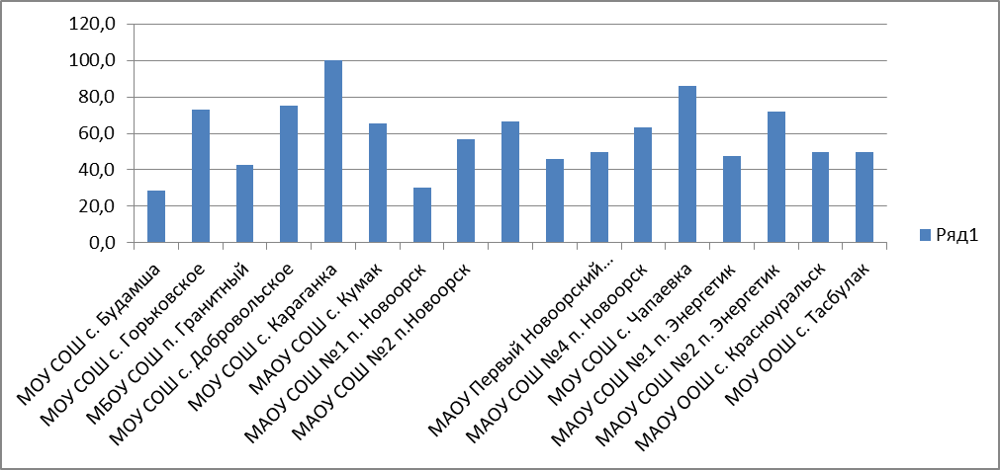 120,0
100,0
80,0
60,0
40,0
20,0
0,0
МОУ СОШ с. Будамша
МОУ СОШ с. Горьковское
МБОУ СОШ п. Гранитный
МОУ СОШ с. Добровольское
МОУ СОШ с. Караганка
МАОУ СОШ с. Кумак
МАОУ СОШ №1 п. Новоорск
МАОУ СОШ №2 п.Новоорск
МАОУ Первый Новоорский...
МАОУ СОШ №4 п. Новоорск
МОУ СОШ с. Чапаевка
МАОУ СОШ №1 п. Энергетик
МАОУ СОШ №2 п. Энергетик
МАОУ ООШ с. Красноуральск
МОУ ООШ с. Тасбулак
Ряд1